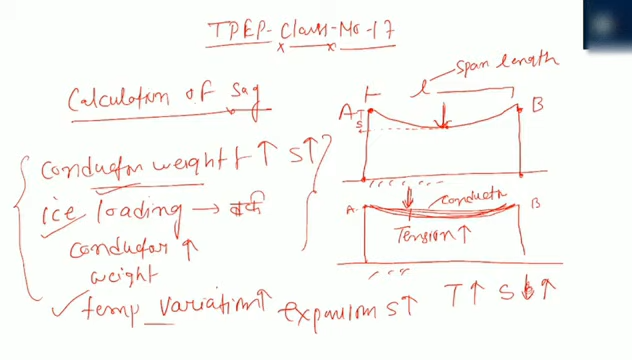 TPEP-Class-No-17
Calculation of Sag
conductor weight ↑ S↑
ice loading → बर्फ
conductor ↑
weight
temp variation ↑ expansion S↑
l span length
A S B
A B
conductor
Tension ↑
T↑ S ↑